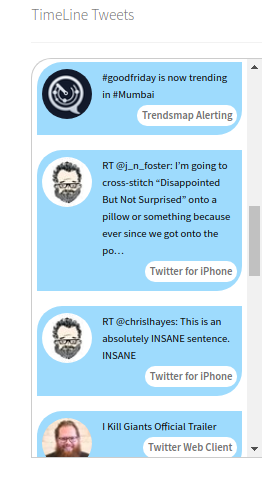 TimeLine Tweets
#goodfriday is now trending
in #Mumbai
Trendsmap Alerting
RT @j_n_foster: I'm going to
cross-stitch “Disappointed
But Not Surprised” onto a
pillow or something because
ever since we got onto the
po…
Twitter for iPhone
RT @chrislhayes: This is an
absolutely INSANE sentence.
INSANE
Twitter for iPhone
I Kill Giants Official Trailer
Twitter Web Client